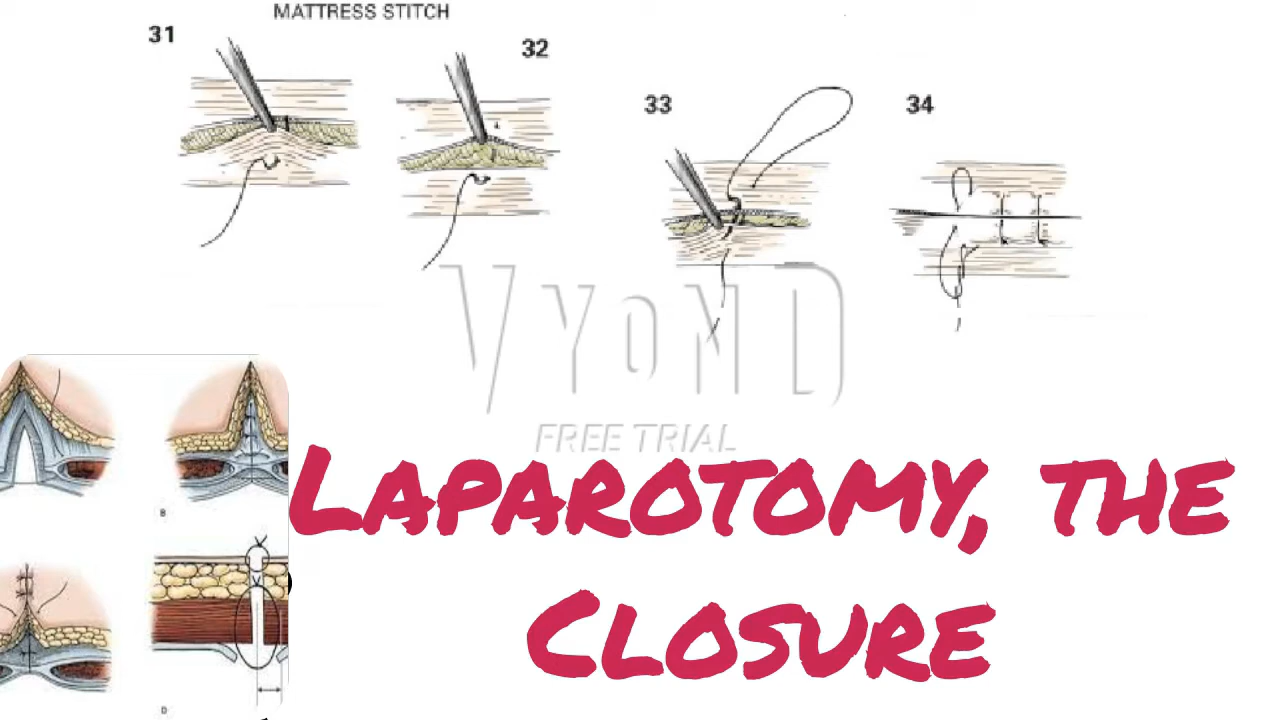 MATTRESS STITCH
31
32
33
34
VYOND
FREE TRIAL
B
D
LAPAROTOMY, THE
CLOSURE